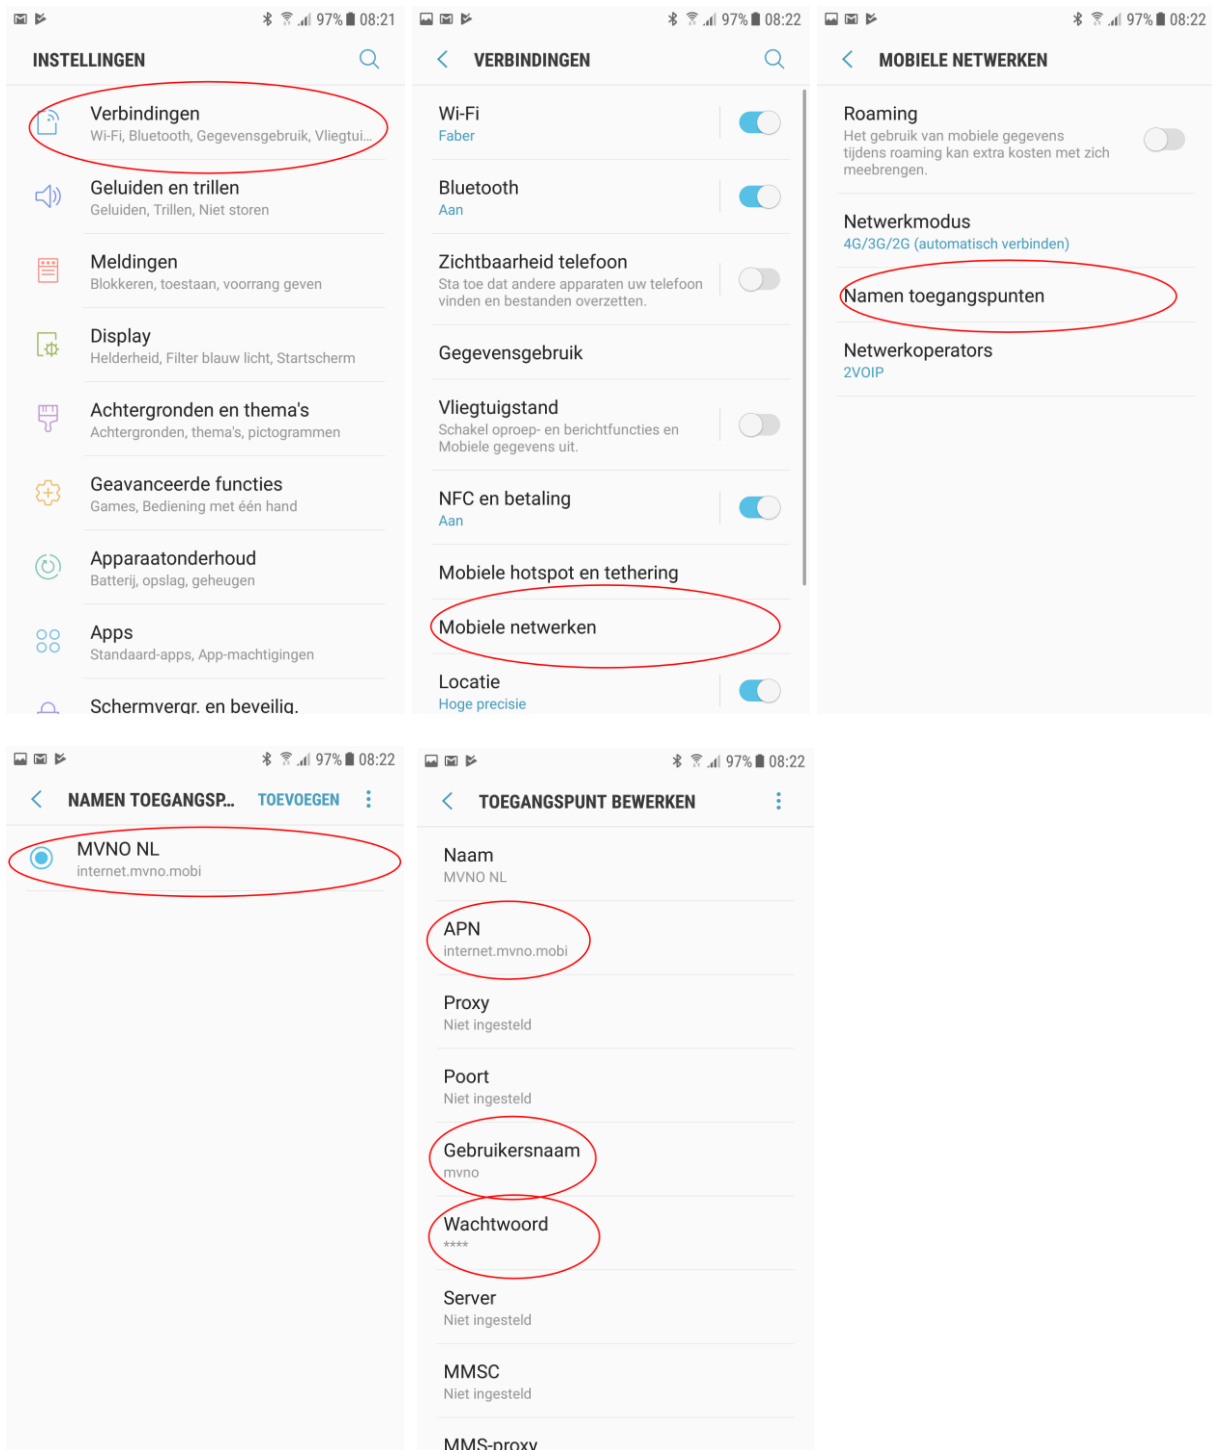 97% 08:21
INSTELLINGEN
Verbindingen
Wi-Fi, Bluetooth, Gegevensgebruik, Vliegtui...
Geluiden en trillen
Geluiden, Trillen, Niet storen
Meldingen
Blokkeren, toestaan, voorrang geven
Display
Helderheid, Filter blauw licht, Startscherm
Achtergronden en thema's
Achtergronden, thema's, pictogrammen
Geavanceerde functies
Games, Bediening met één hand
Apparaatonderhoud
Batterij, opslag, geheugen
Apps
Standaard-apps, App-machtigingen
Schermvergr. en beveilig.
97% 08:22
VERBINDINGEN
Wi-Fi
Faber
Bluetooth
Aan
Zichtbaarheid telefoon
Sta toe dat andere apparaten uw telefoon
vinden en bestanden overzetten.
Gegevensgebruik
Vliegtuigstand
Schakel oproep- en berichtfuncties en
Mobiele gegevens uit.
NFC en betaling
Aan
Mobiele hotspot en tethering
Mobiele netwerken
Locatie
Hoge precisie
97% 08:22
MOBIELE NETWERKEN
Roaming
Het gebruik van mobiele gegevens
tijdens roaming kan extra kosten met zich
meebrengen.
Netwerkmodus
4G/3G/2G (automatisch verbinden)
Namen toegangspunten
Netwerkoperators
2VOIP
97% 08:22
NAMEN TOEGANGSP... TOEVOEGEN
MVNO NL
internet.mvno.mobi
97% 08:22
TOEGANGSPUNT BEWERKEN
Naam
MVNO NL
APN
internet.mvno.mobi
Proxy
Niet ingesteld
Poort
Niet ingesteld
Gebruikersnaam
mvno
Wachtwoord
****
Server
Niet ingesteld
MMSC
Niet ingesteld
MMS-proxy